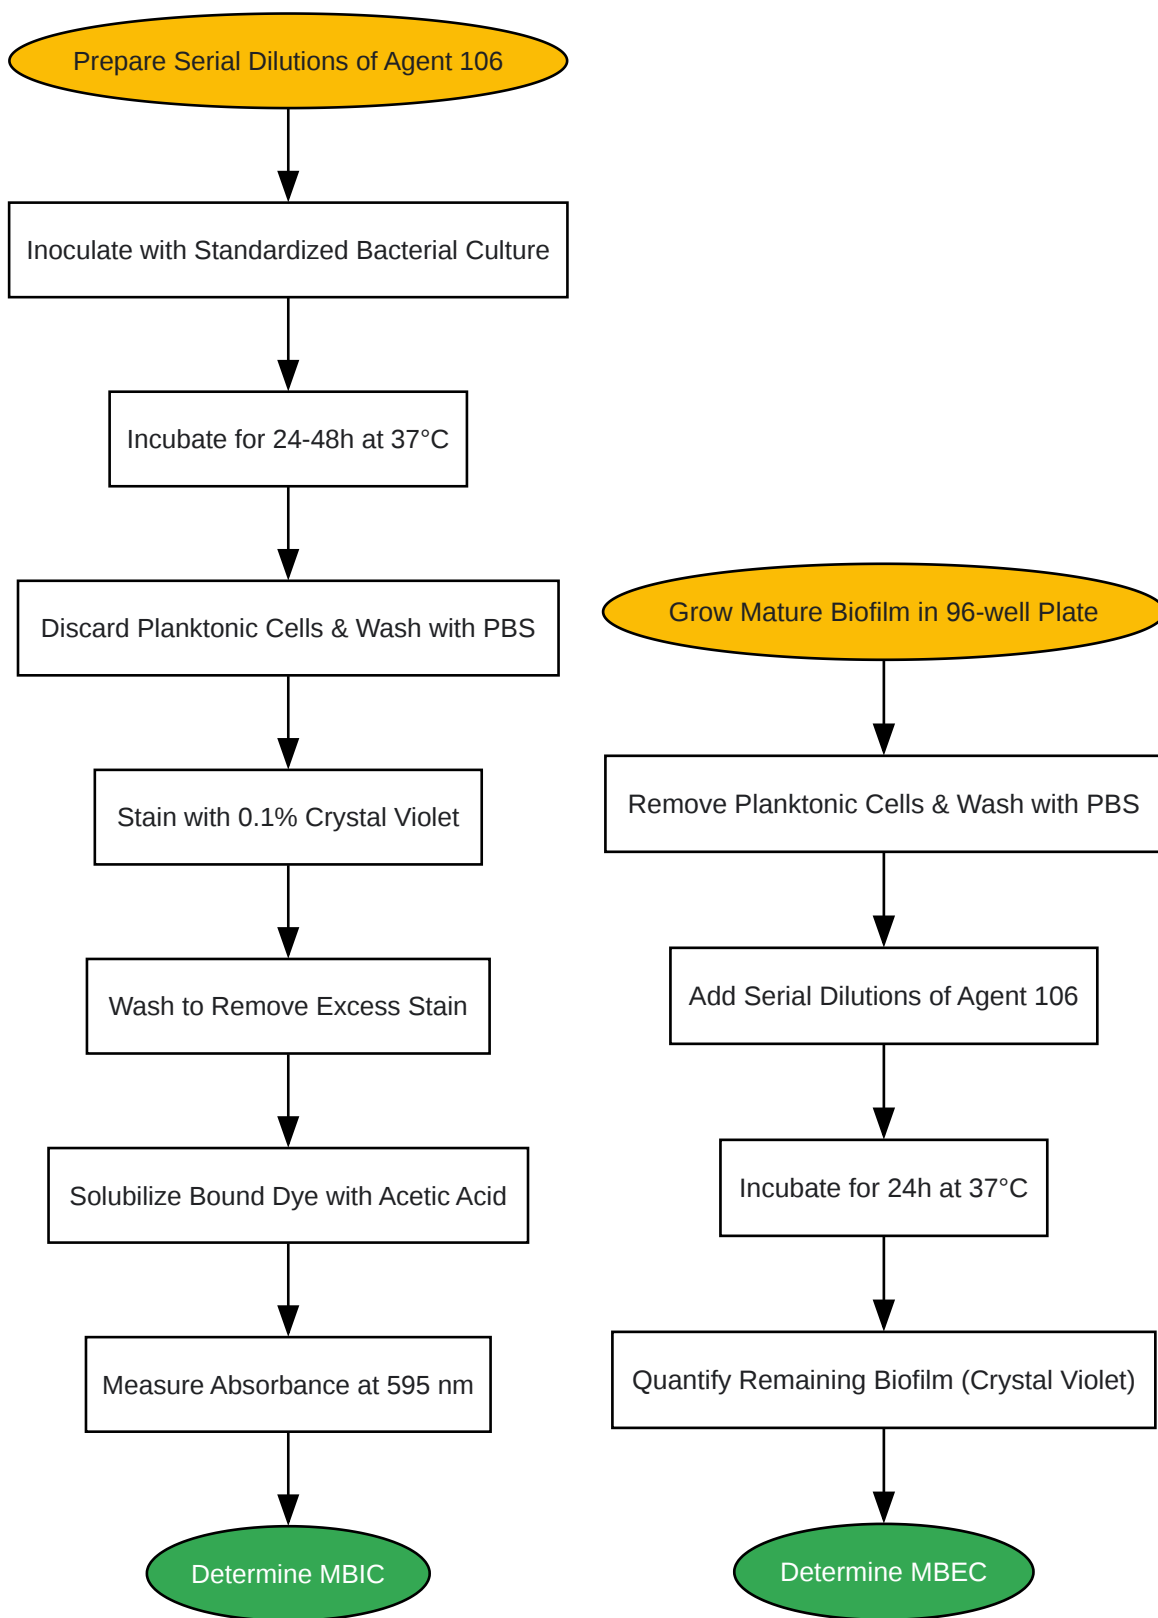 Prepare Serial Dilutions of Agent 106
Inoculate with Standardized Bacterial Culture
Incubate for 24-48h at 37°C
Discard Planktonic Cells & Wash with PBS
Stain with 0.1% Crystal Violet
Wash to Remove Excess Stain
Solubilize Bound Dye with Acetic Acid
Measure Absorbance at 595 nm
Determine MBIC
Grow Mature Biofilm in 96-well Plate
Remove Planktonic Cells & Wash with PBS
Add Serial Dilutions of Agent 106
Incubate for 24h at 37°C
Quantify Remaining Biofilm (Crystal Violet)
Determine MBEC